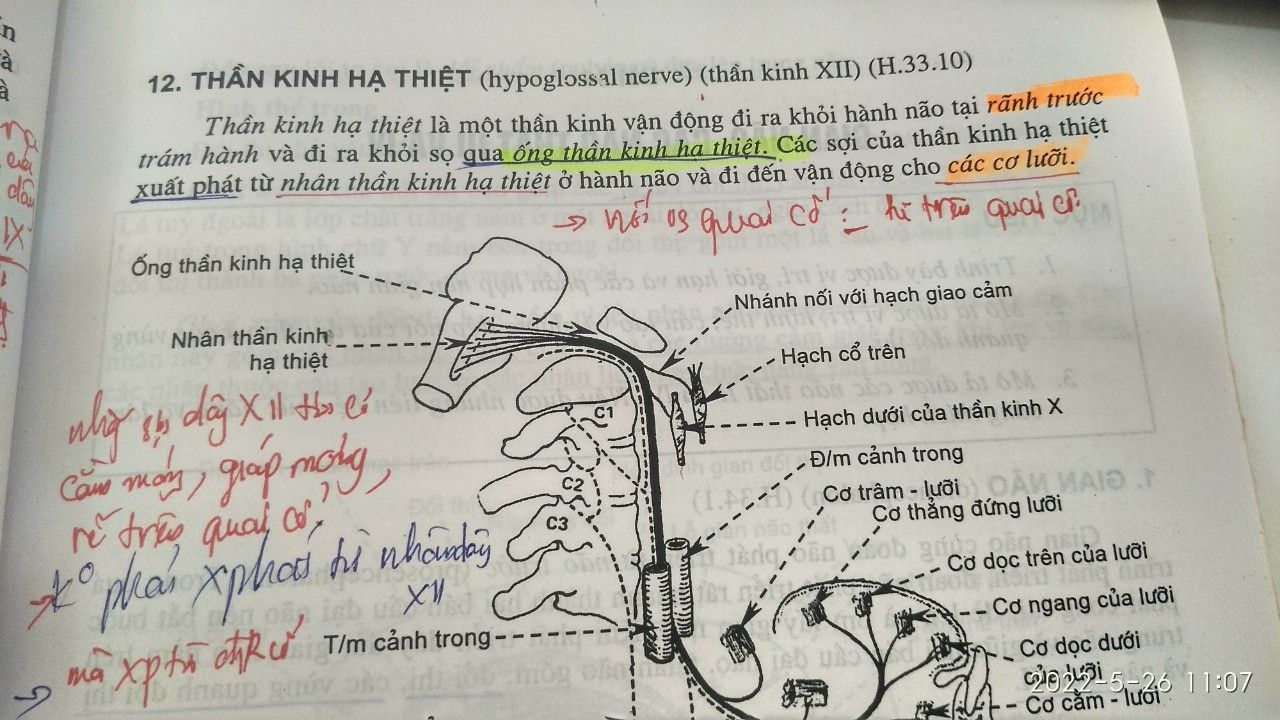 12. THẦN KINH HẠ THIỆT (hypoglossal nerve) (thần kinh XII) (H.33.10)
Thần kinh hạ thiệt là một thần kinh vận động đi ra khỏi hành não tại rãnh trước
trám hành và đi ra khỏi sọ qua ống thần kinh hạ thiệt. Các sợi của thần kinh hạ thiệt
xuất phát từ nhân thần kinh hạ thiệt ở hành não và đi đến vận động cho các cơ lưỡi.
→ nối os quai cổ : rễ trên quai cổ
Ống thần kinh hạ thiệt
Nhân thần kinh
hạ thiệt
Nhánh nối với hạch giao cảm
Hạch cổ trên
Hạch dưới của thần kinh X
Đ/m cảnh trong
Cơ trâm - lưỡi
Cơ thẳng đứng lưỡi
Cơ dọc trên của lưỡi
Cơ ngang của lưỡi
Cơ dọc dưới
của lưỡi
Cơ cằm - lưỡi
C1
C2
C3
T/m cảnh trong
dây XII
cằm móng, giáp móng,
rễ trên quai cổ
→ K° phải xphát từ nhân dây
XII
mà xp từ
1. GIAN NÃO
2022-5-26 11:07